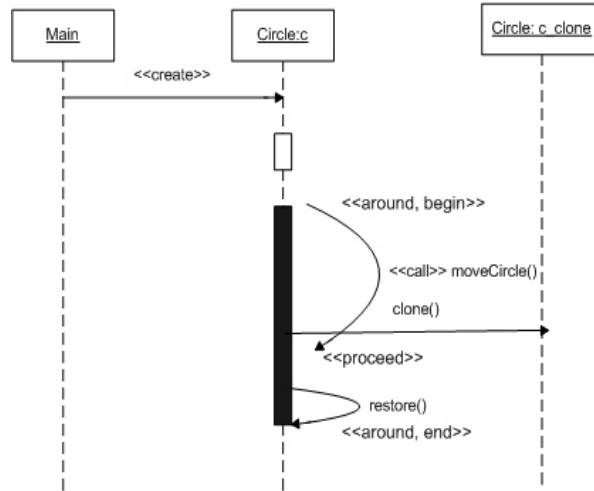 Main
Circle:c
Circle: c_clone
<<create>>
<<around, begin>>
<<call>> moveCircle()
clone()
<<proceed>>
restore()
<<around, end>>